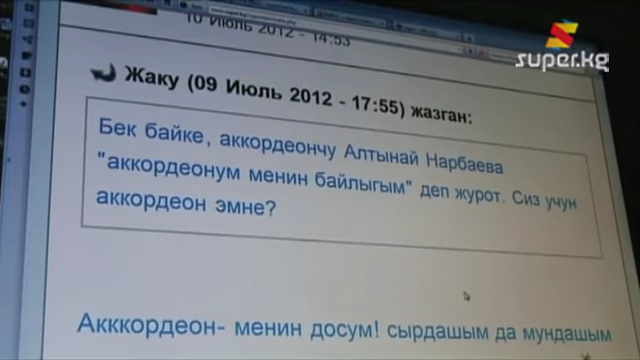 super.kg
10 Июль 2012 - 14:53
Жаку (09 Июль 2012 - 17:55) жазган:
Бек байке, аккордеончу Алтынай Нарбаева
"аккордеонум менин байлыгым" деп журот. Сиз учун
аккордеон эмне?
Акккордеон- менин досум! сырдашым да мундашым